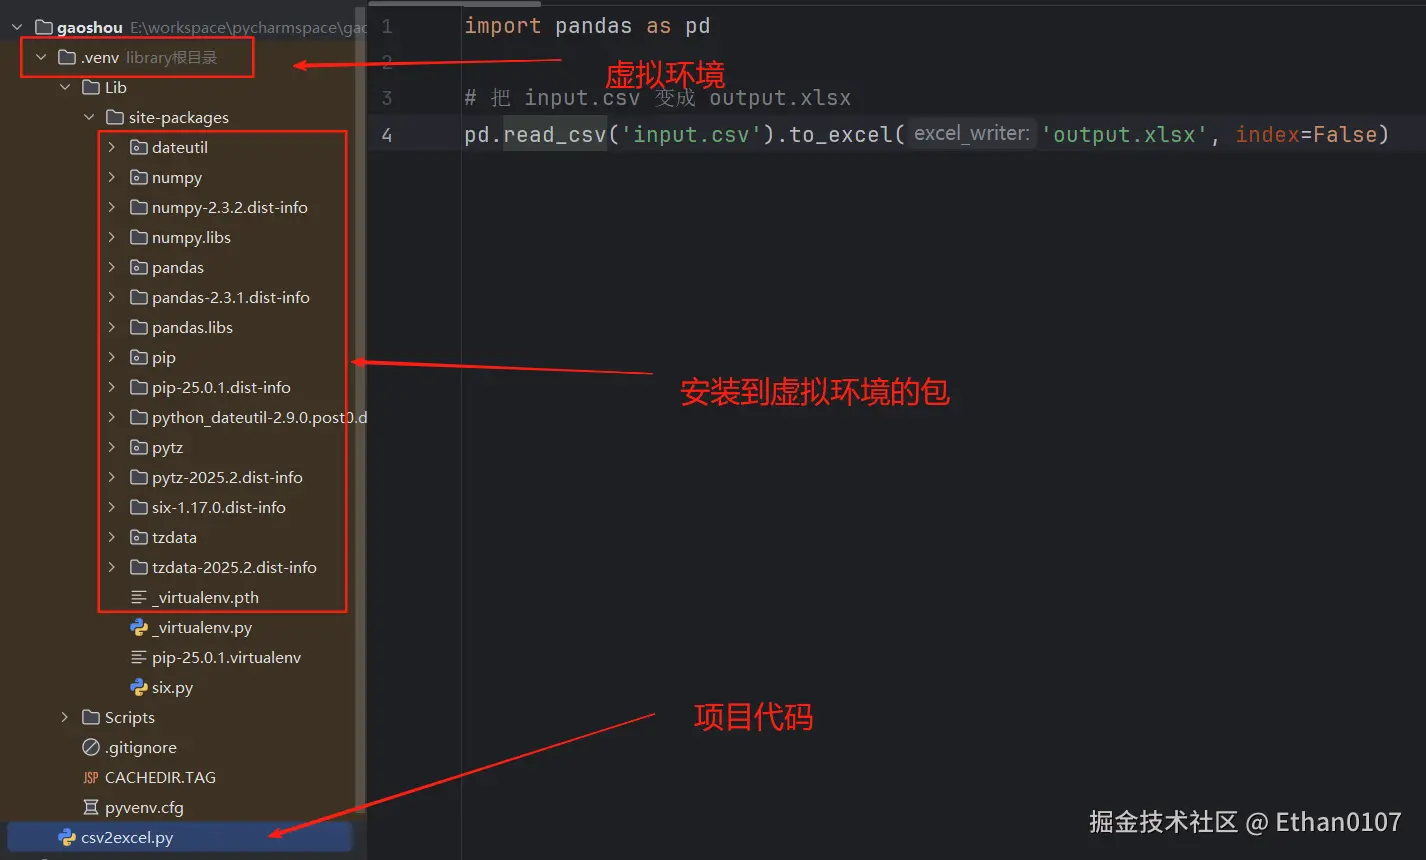 gaoshou E:\workspace\pycharmspace\gao
.venv library根目录
Lib
site-packages
dateutil
numpy
numpy-2.3.2.dist-info
numpy.libs
pandas
pandas-2.3.1.dist-info
pandas.libs
pip
pip-25.0.1.dist-info
python_dateutil-2.9.0.post0.d
pytz
pytz-2025.2.dist-info
six-1.17.0.dist-info
tzdata
tzdata-2025.2.dist-info
_virtualenv.pth
_virtualenv.py
pip-25.0.1.virtualenv
six.py
Scripts
.gitignore
JSP CACHEDIR.TAG
pyvenv.cfg
csv2excel.py
1 import pandas as pd
2
3 # 把 input.csv 变成 output.xlsx
4 pd.read_csv('input.csv').to_excel( excel_writer: 'output.xlsx', index=False)
虚拟环境
安装到虚拟环境的包
项目代码
掘金技术社区 @ Ethan0107